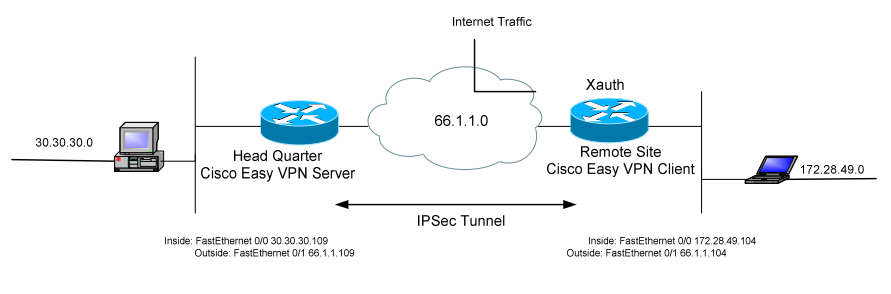 Internet Traffic
Xauth
30.30.30.0
66.1.1.0
Head Quarter
Cisco Easy VPN Server
Remote Site
Cisco Easy VPN Client
172.28.49.0
IPSec Tunnel
Inside: FastEthernet 0/0 30.30.30.109
Outside: FastEthernet 0/1 66.1.1.109
Inside: FastEthernet 0/0 172.28.49.104
Outside: FastEthernet 0/1 66.1.1.104